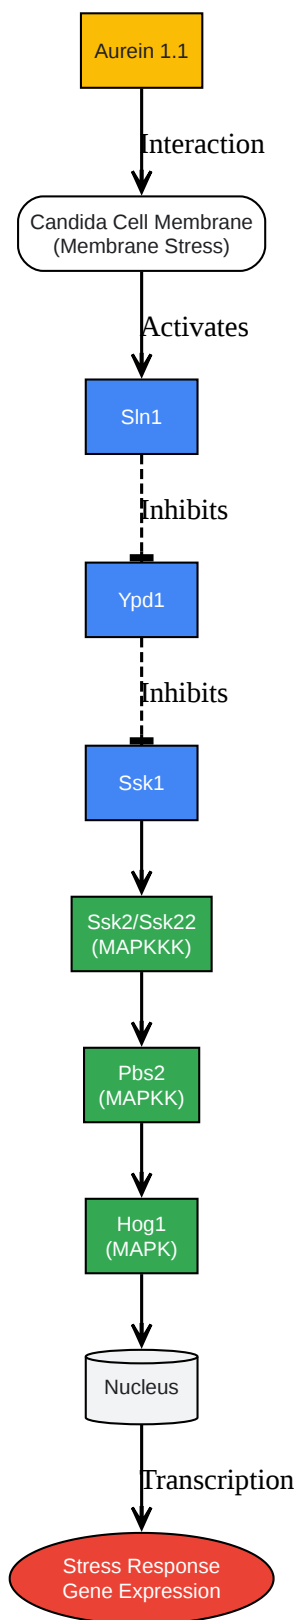 Aurein 1.1
Interaction
Candida Cell Membrane
(Membrane Stress)
Activates
Sln1
Inhibits
Ypd1
Inhibits
Ssk1
Ssk2/Ssk22
(MAPKKK)
Pbs2
(MAPKK)
Hog1
(MAPK)
Nucleus
Transcription
Stress Response
Gene Expression